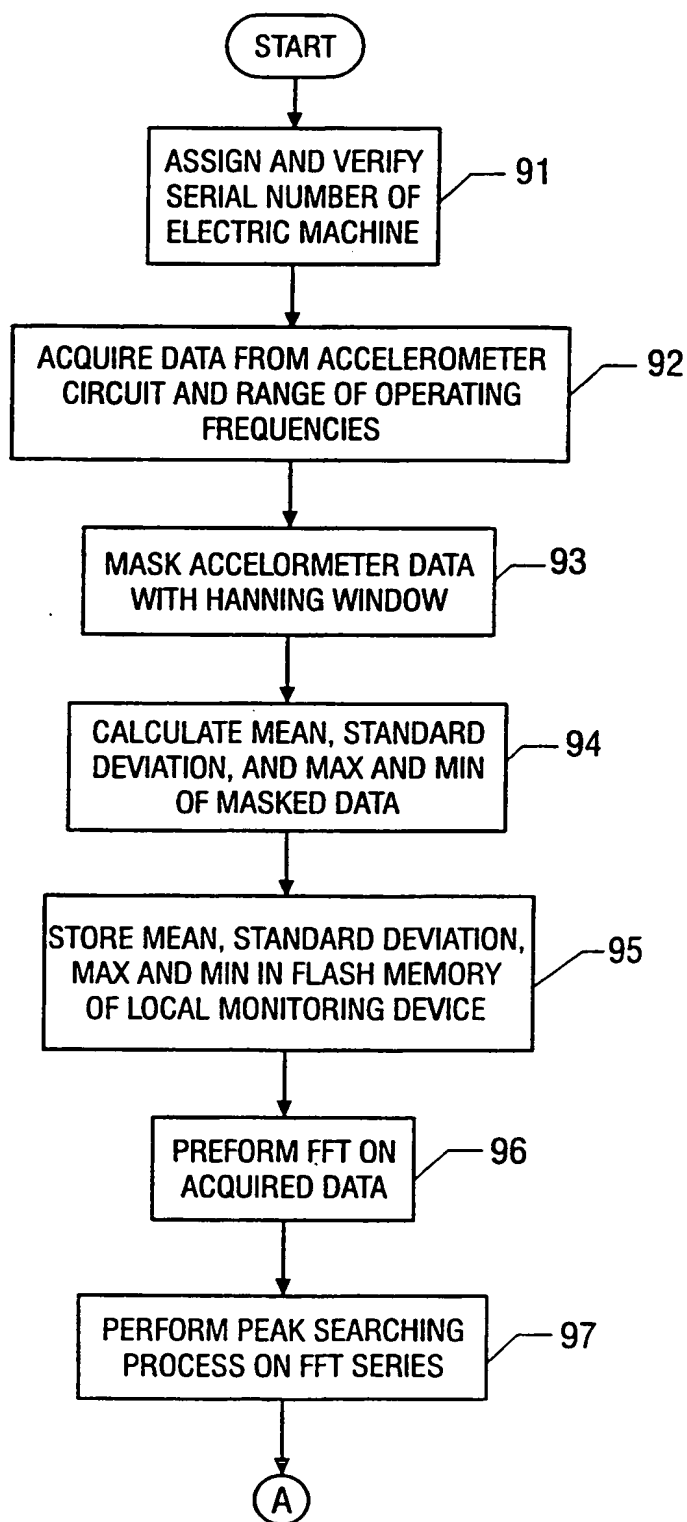 START
ASSIGN AND VERIFY
SERIAL NUMBER OF
ELECTRIC MACHINE
91
ACQUIRE DATA FROM ACCELEROMETER
CIRCUIT AND RANGE OF OPERATING
FREQUENCIES
92
MASK ACCELORMETER DATA
WITH HANNING WINDOW
93
CALCULATE MEAN, STANDARD
DEVIATION, AND MAX AND MIN
OF MASKED DATA
94
STORE MEAN, STANDARD DEVIATION,
MAX AND MIN IN FLASH MEMORY
OF LOCAL MONITORING DEVICE
95
PREFORM FFT ON
ACQUIRED DATA
96
PERFORM PEAK SEARCHING
PROCESS ON FFT SERIES
97
A